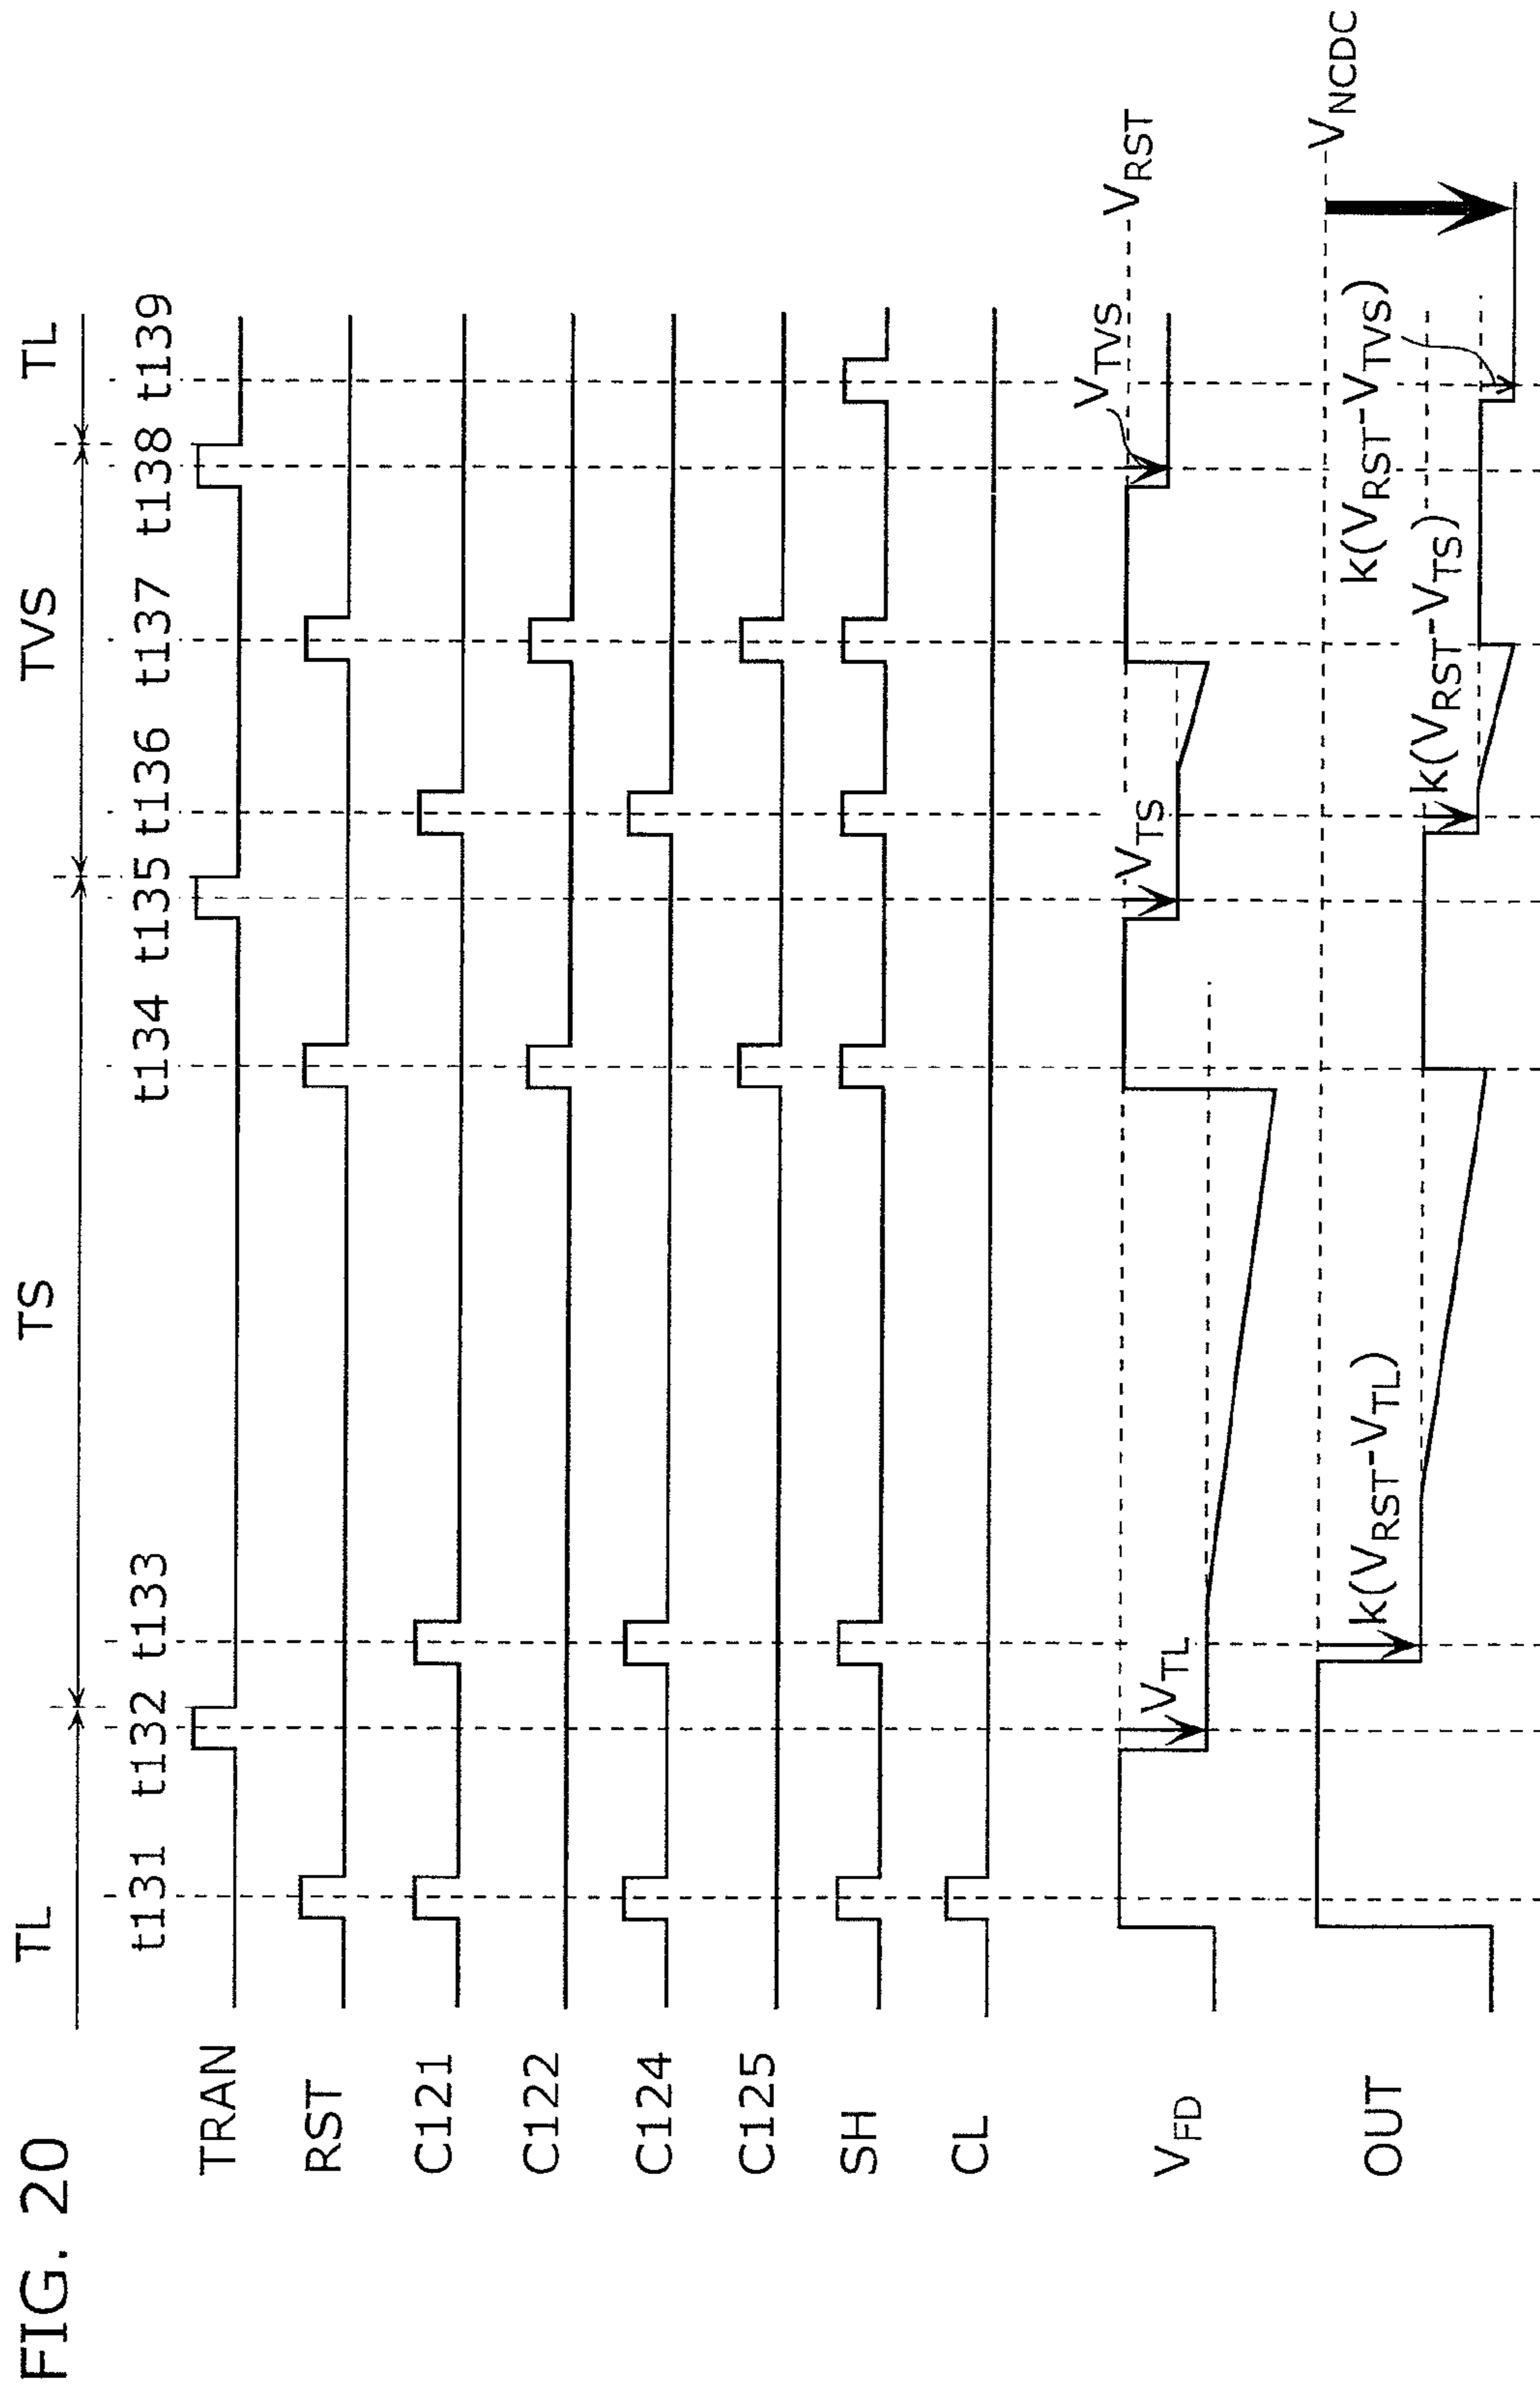 FIG. 20
TL TS TVS TL
t131 t132 t133 t134 t135 t136 t137 t138 t139
TRAN
RST
C121
C122
C124
C125
SH
CL
VFD VTL VTS VTVS VRST
OUT k(VRST-VTL) k(VRST-VTS) k(VRST-VTVS) VNCDC